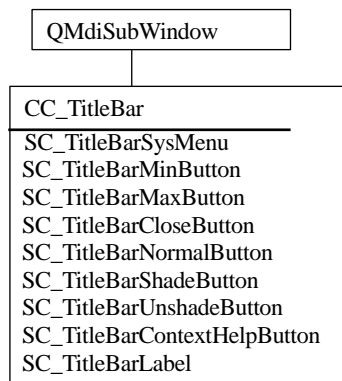 QMdiSubWindow
CC_TitleBar
SC_TitleBarSysMenu
SC_TitleBarMinButton
SC_TitleBarMaxButton
SC_TitleBarCloseButton
SC_TitleBarNormalButton
SC_TitleBarShadeButton
SC_TitleBarUnshadeButton
SC_TitleBarContextHelpButton
SC_TitleBarLabel